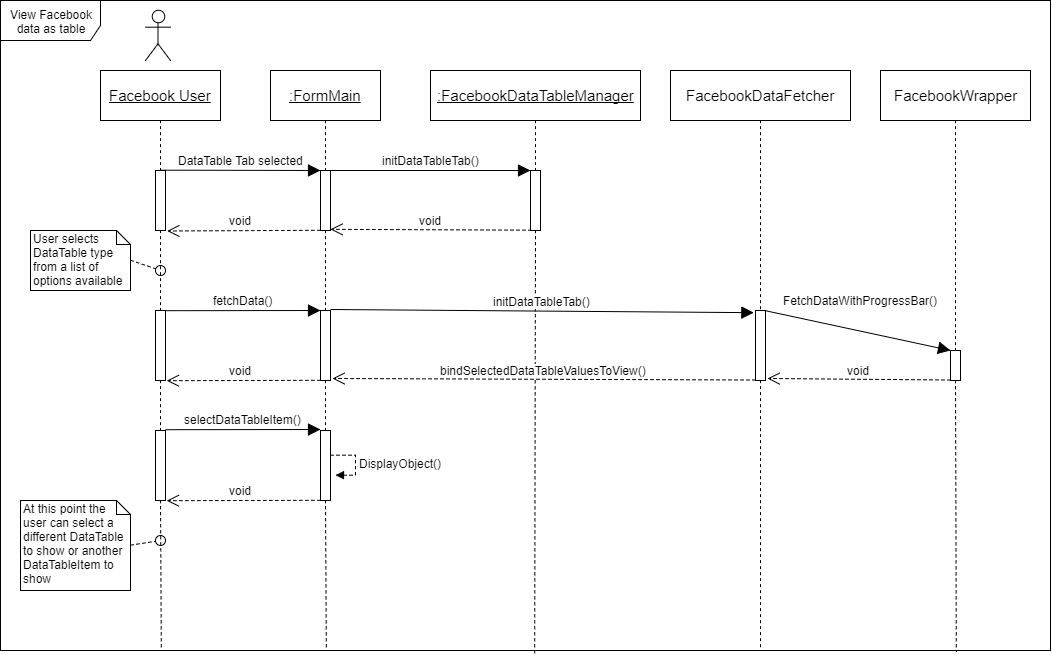 View Facebook
data as table
Facebook User
:FormMain
:FacebookDataTableManager
FacebookDataFetcher
FacebookWrapper
DataTable Tab selected
initDataTableTab()
void
void
User selects
DataTable type
from a list of
options available
fetchData()
initDataTableTab()
FetchDataWithProgressBar()
void
bindSelectedDataTableValuesToView()
void
selectDataTableItem()
DisplayObject()
void
At this point the
user can select a
different DataTable
to show or another
DataTableItem to
show